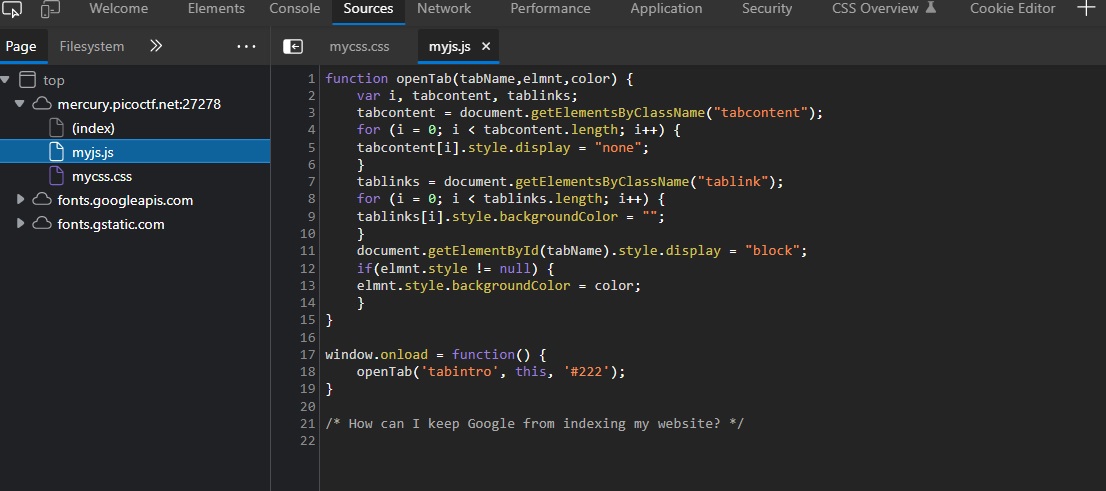 Welcome Elements Console Sources Network Performance Application Security CSS Overview Cookie Editor
Page Filesystem
mycss.css myjs.js
top
mercury.picoctf.net:27278
(index)
myjs.js
mycss.css
fonts.googleapis.com
fonts.gstatic.com
1 function openTab(tabName,elmnt,color) {
2 var i, tabcontent, tablinks;
3 tabcontent = document.getElementsByClassName("tabcontent");
4 for (i = 0; i < tabcontent.length; i++) {
5 tabcontent[i].style.display = "none";
6 }
7 tablinks = document.getElementsByClassName("tablink");
8 for (i = 0; i < tablinks.length; i++) {
9 tablinks[i].style.backgroundColor = "";
10 }
11 document.getElementById(tabName).style.display = "block";
12 if(elmnt.style != null) {
13 elmnt.style.backgroundColor = color;
14 }
15 }
16
17 window.onload = function() {
18 openTab('tabintro', this, '#222');
19 }
20
21 /* How can I keep Google from indexing my website? */
22